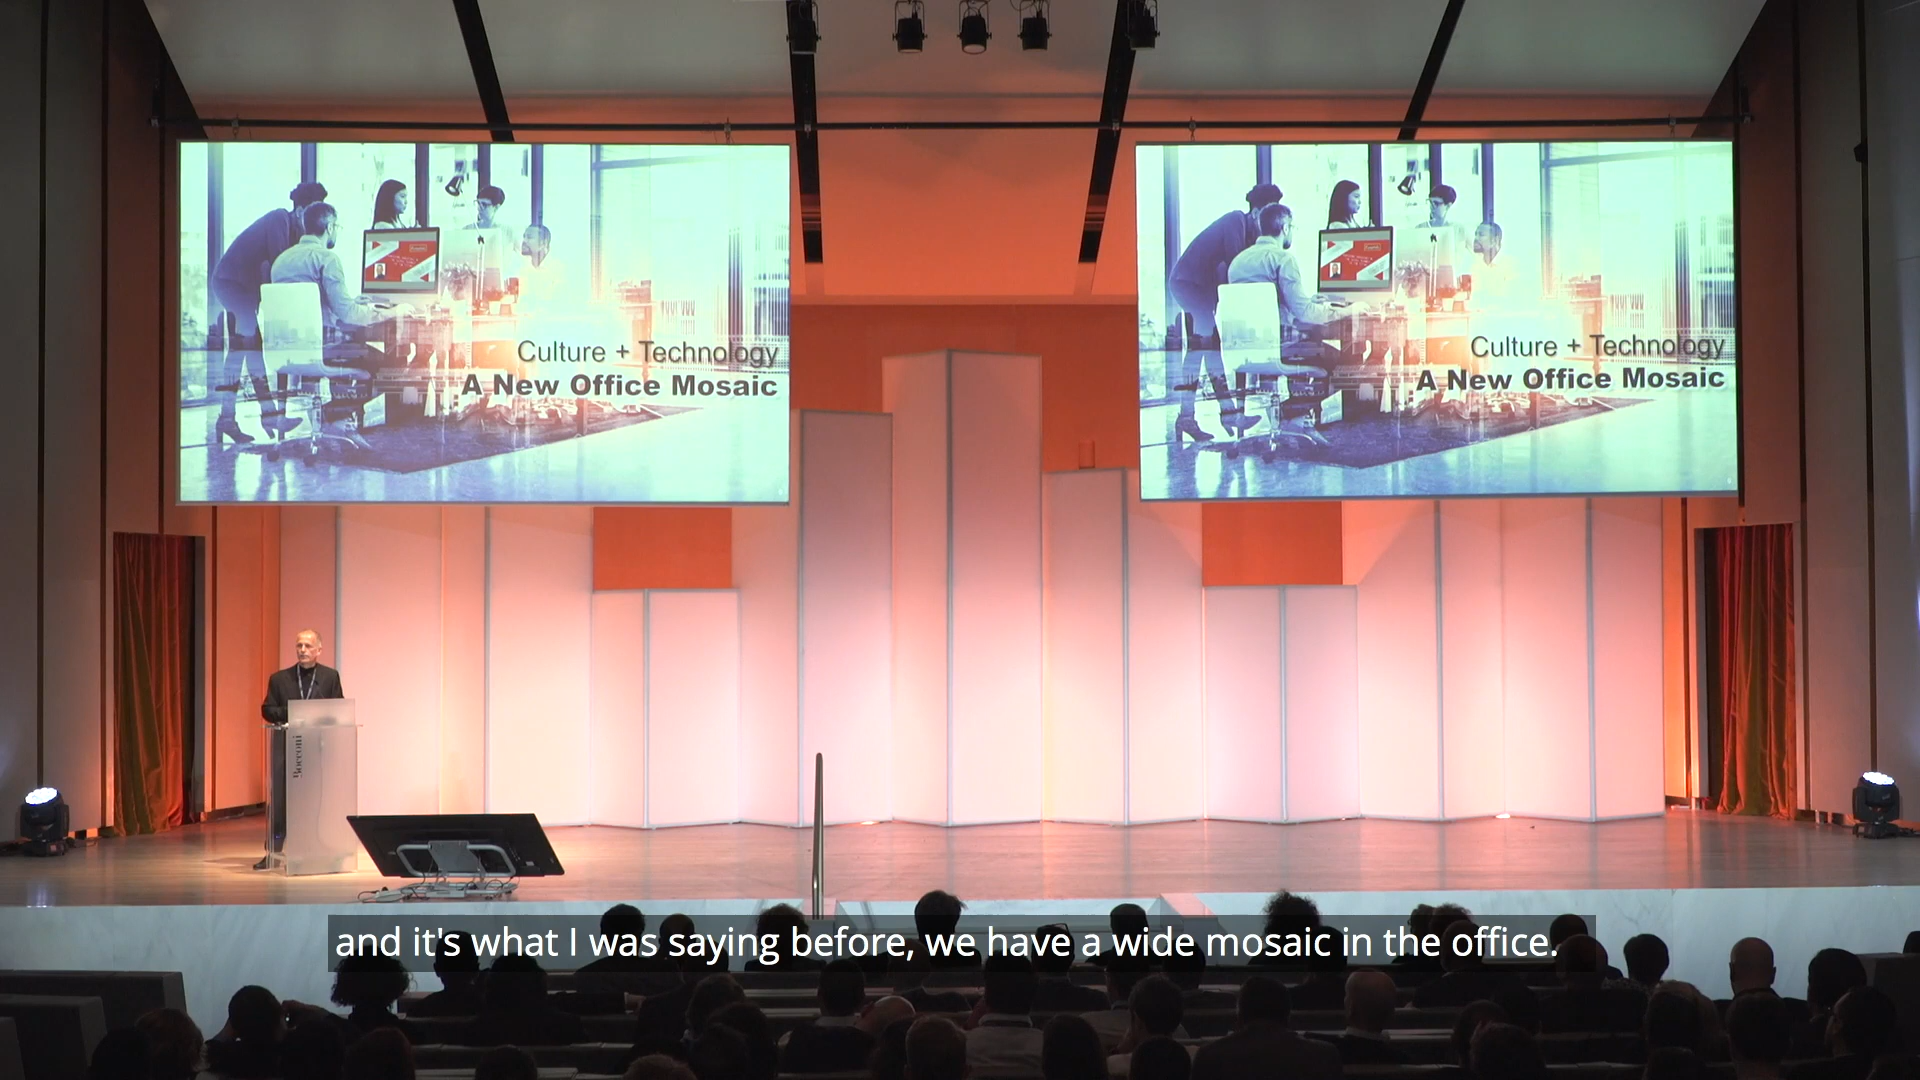 Culture + Technology
A New Office Mosaic
Culture + Technology
A New Office Mosaic
Bocconi
and it's what I was saying before, we have a wide mosaic in the office.